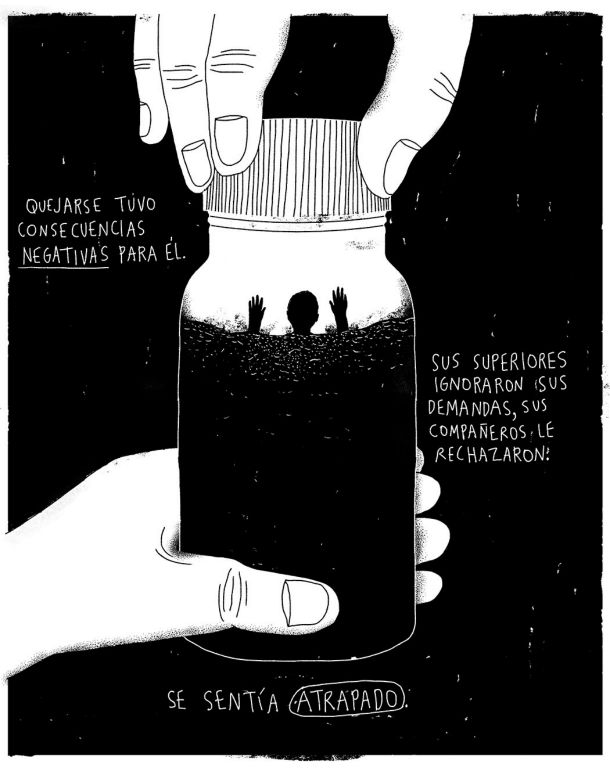 QUEJARSE TUVO
CONSECUENCIAS
NEGATIVAS PARA ÉL.
SUS SUPERIORES
IGNORARON SUS
DEMANDAS, SUS
COMPAÑEROS LE
RECHAZARON.
SE SENTÍA ATRAPADO.